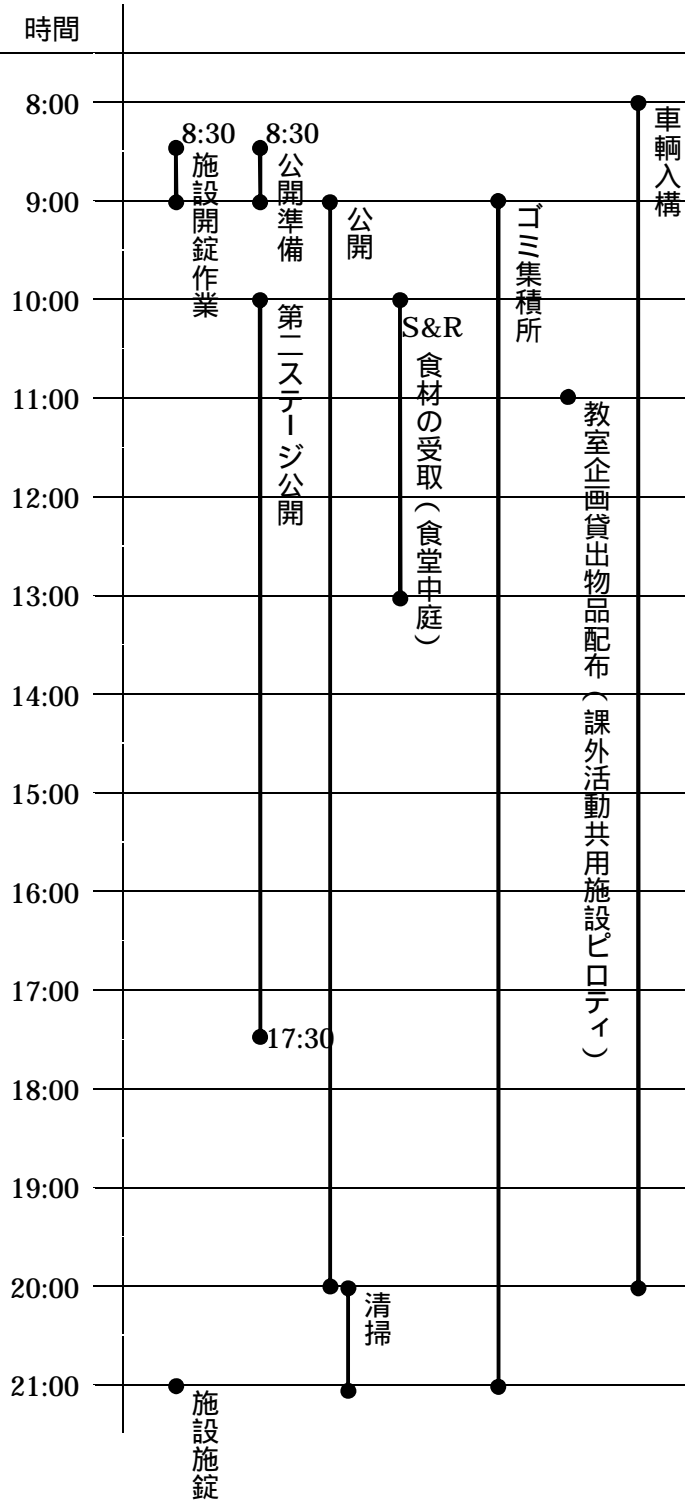 時間
8:00
9:00
10:00
11:00
12:00
13:00
14:00
15:00
16:00
17:00
18:00
19:00
20:00
21:00
8:30
施設開錠作業
8:30
公開準備
公開
第二ステージ公開
17:30
S&R
食材の受取(食堂中庭)
ゴミ集積所
教室企画貸出物品配布(課外活動共用施設ピロティ)
車輌入構
清掃
施設施錠